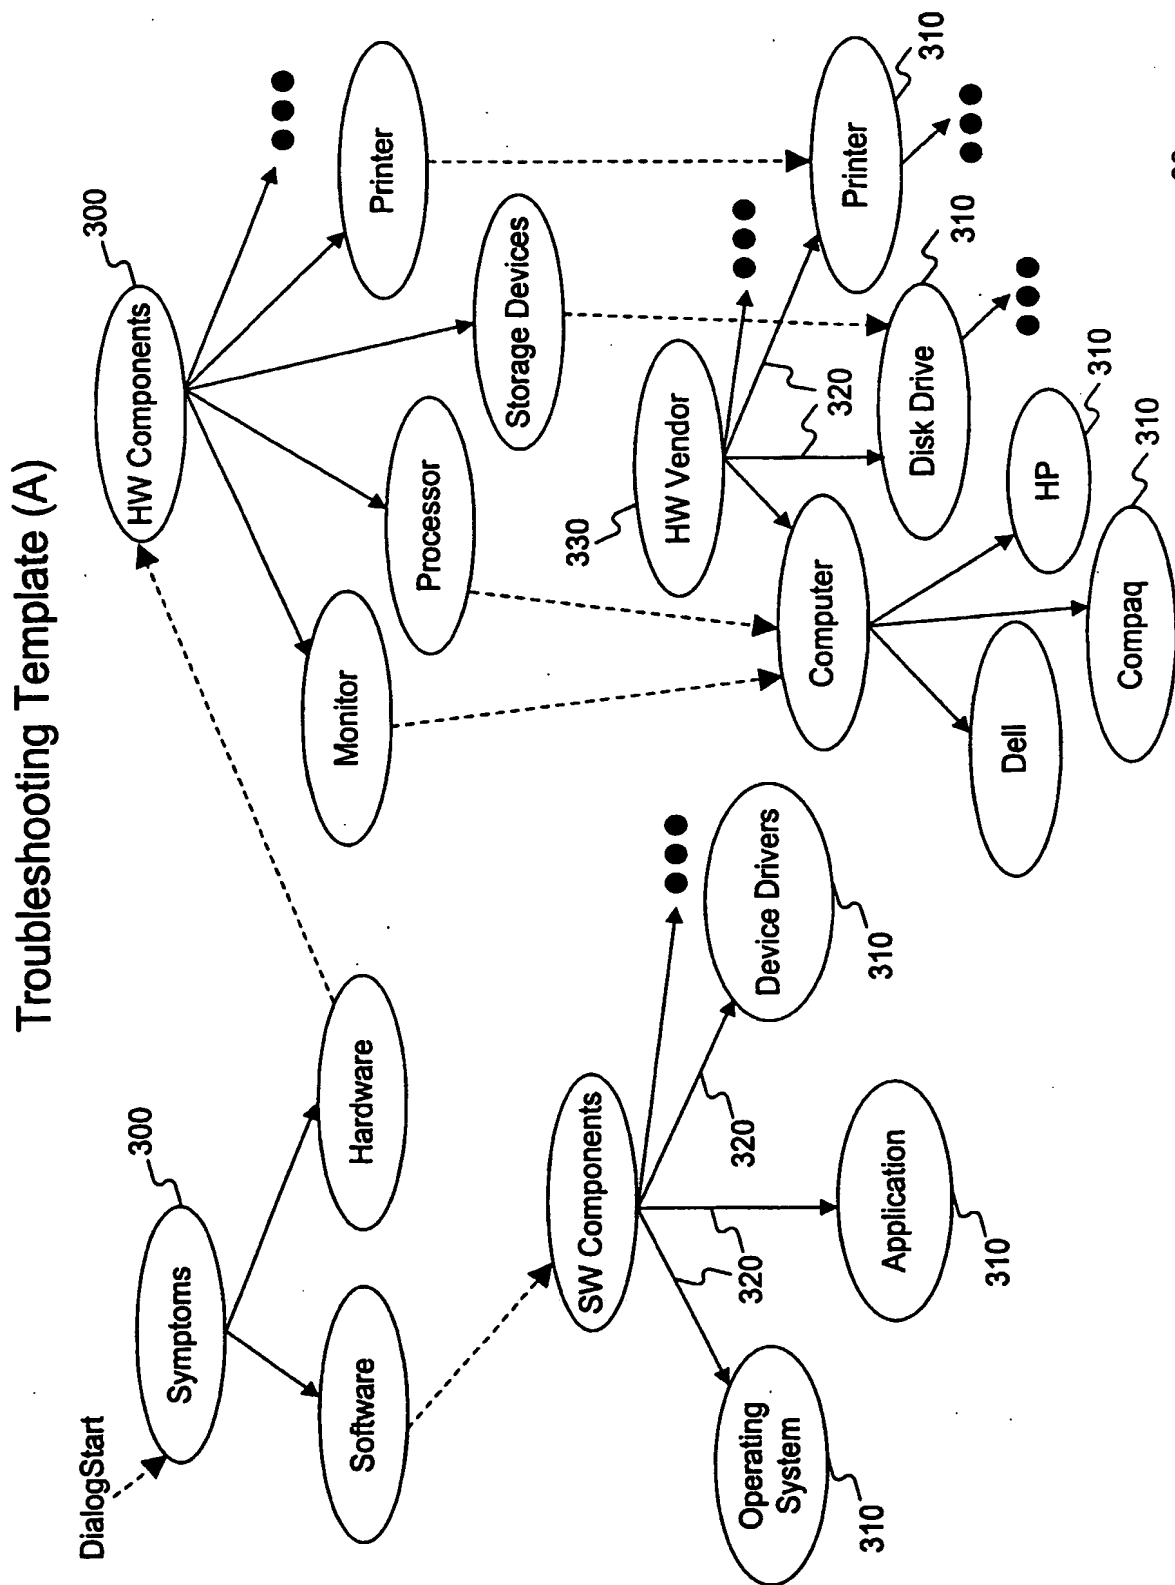 Troubleshooting Template (A)
DialogStart
Symptoms
300
Software
Hardware
HW Components
300
Monitor
Processor
Storage Devices
Printer
SW Components
320
320
320
Operating
System
310
Application
310
Device Drivers
310
330
HW Vendor
320
Computer
Disk Drive
310
Printer
310
Dell
Compaq
310
HP
310